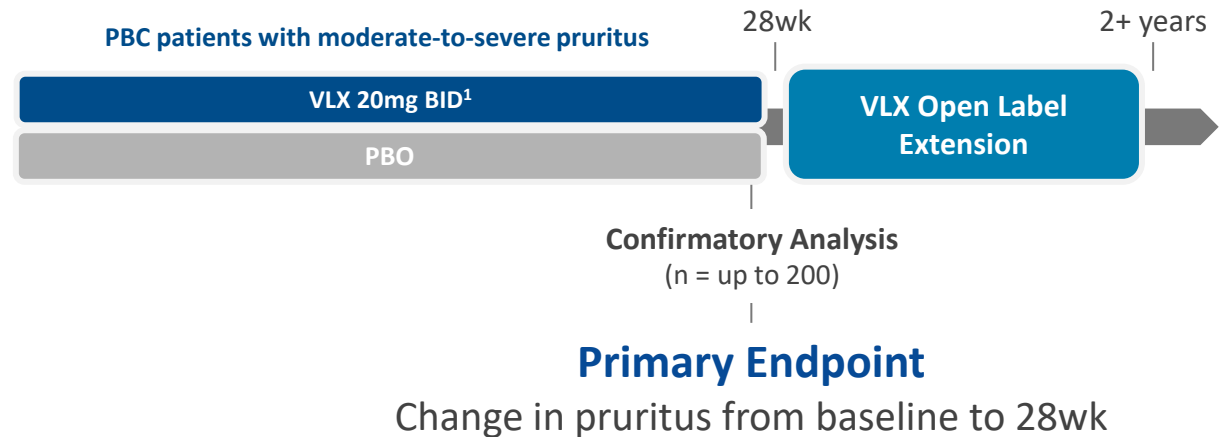 PBC patients with moderate-to-severe pruritus
28wk
2+ years
VLX 20mg BID¹
PBO
VLX Open Label
Extension
Confirmatory Analysis
(n = up to 200)
Primary Endpoint
Change in pruritus from baseline to 28wk